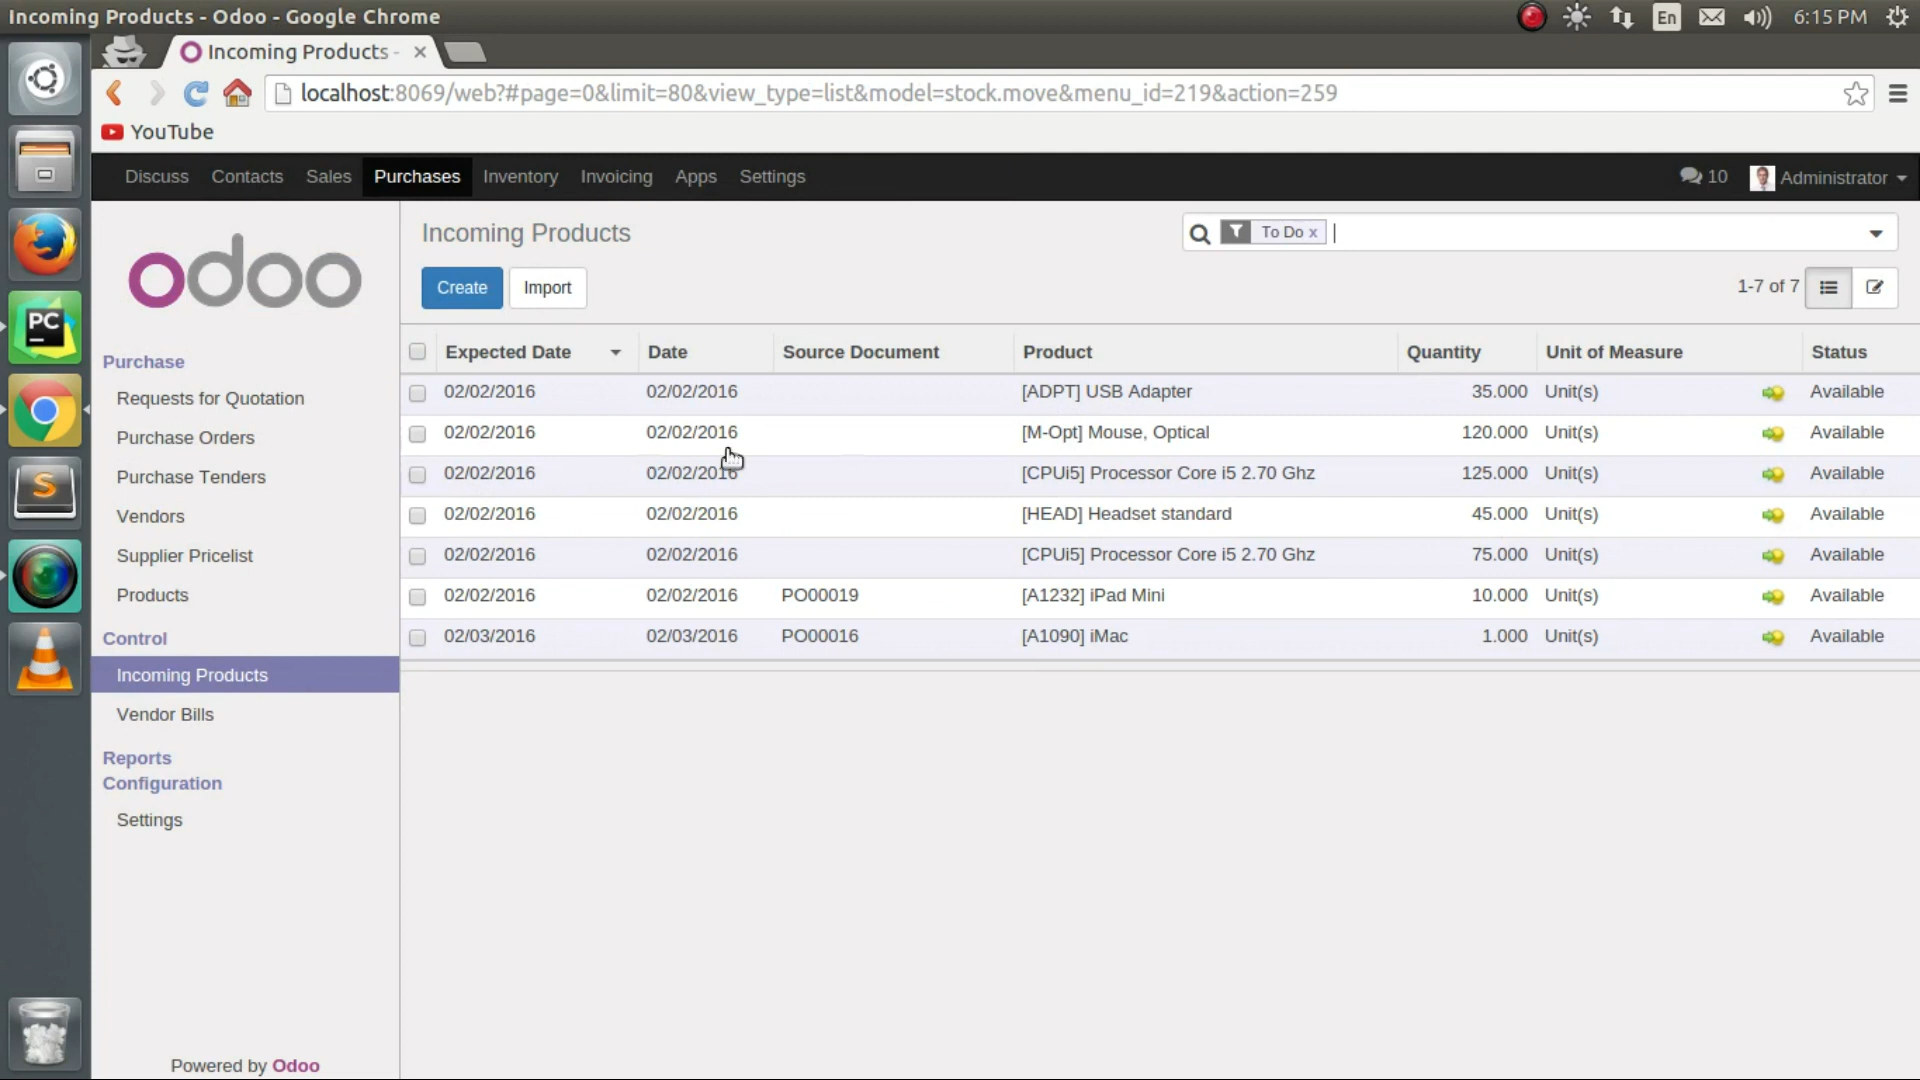 Incoming Products - Odoo - Google Chrome
En
6:15 PM
Incoming Products -
localhost:8069/web?#page=0&limit=80&view_type=list&model=stock.move&menu_id=219&action=259
YouTube
Discuss Contacts Sales Purchases Inventory Invoicing Apps Settings
10 Administrator
odoo
Purchase
Requests for Quotation
Purchase Orders
Purchase Tenders
Vendors
Supplier Pricelist
Products
Control
Incoming Products
Vendor Bills
Reports
Configuration
Settings
Powered by Odoo
Incoming Products
To Do x
Create Import
1-7 of 7
Expected Date Date Source Document Product Quantity Unit of Measure Status
02/02/2016 02/02/2016 [ADPT] USB Adapter 35.000 Unit(s) Available
02/02/2016 02/02/2016 [M-Opt] Mouse, Optical 120.000 Unit(s) Available
02/02/2016 02/02/2016 [CPUi5] Processor Core i5 2.70 Ghz 125.000 Unit(s) Available
02/02/2016 02/02/2016 [HEAD] Headset standard 45.000 Unit(s) Available
02/02/2016 02/02/2016 [CPUi5] Processor Core i5 2.70 Ghz 75.000 Unit(s) Available
02/02/2016 02/02/2016 PO00019 [A1232] iPad Mini 10.000 Unit(s) Available
02/03/2016 02/03/2016 PO00016 [A1090] iMac 1.000 Unit(s) Available
PC
S